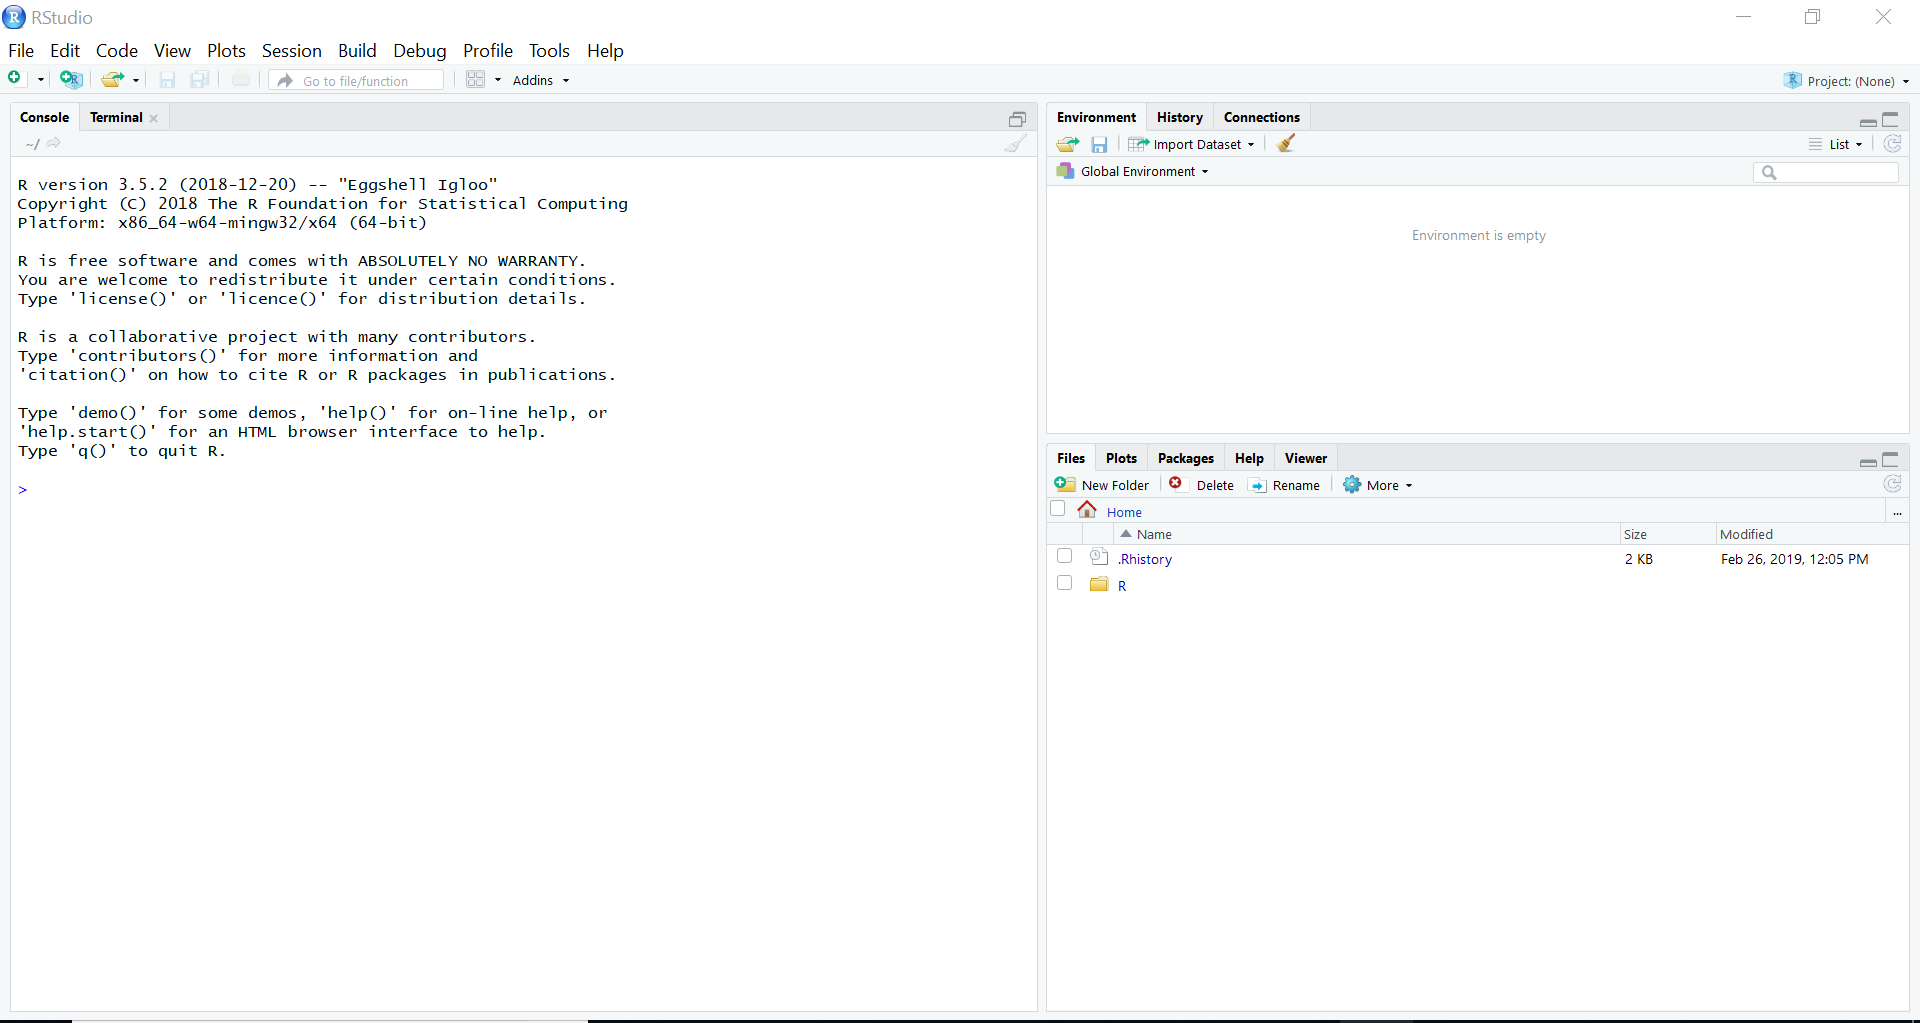 RStudio
File Edit Code View Plots Session Build Debug Profile Tools Help
Go to file/function Addins Project: (None)
Console Terminal
~/
R version 3.5.2 (2018-12-20) -- "Eggshell Igloo"
Copyright (C) 2018 The R Foundation for Statistical Computing
Platform: x86_64-w64-mingw32/x64 (64-bit)
R is free software and comes with ABSOLUTELY NO WARRANTY.
You are welcome to redistribute it under certain conditions.
Type 'license()' or 'licence()' for distribution details.
R is a collaborative project with many contributors.
Type 'contributors()' for more information and
'citation()' on how to cite R or R packages in publications.
Type 'demo()' for some demos, 'help()' for on-line help, or
'help.start()' for an HTML browser interface to help.
Type 'q()' to quit R.
>
Environment History Connections
Import Dataset List
Global Environment
Environment is empty
Files Plots Packages Help Viewer
New Folder Delete Rename More
Home ...
Name Size Modified
.Rhistory 2 KB Feb 26, 2019, 12:05 PM
R